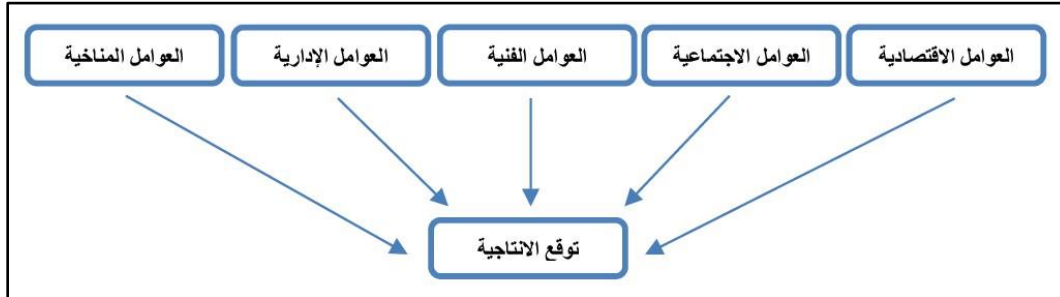 العوامل الاقتصادية
العوامل الاجتماعية
العوامل الفنية
العوامل الإدارية
العوامل المناخية
توقع الانتاجية